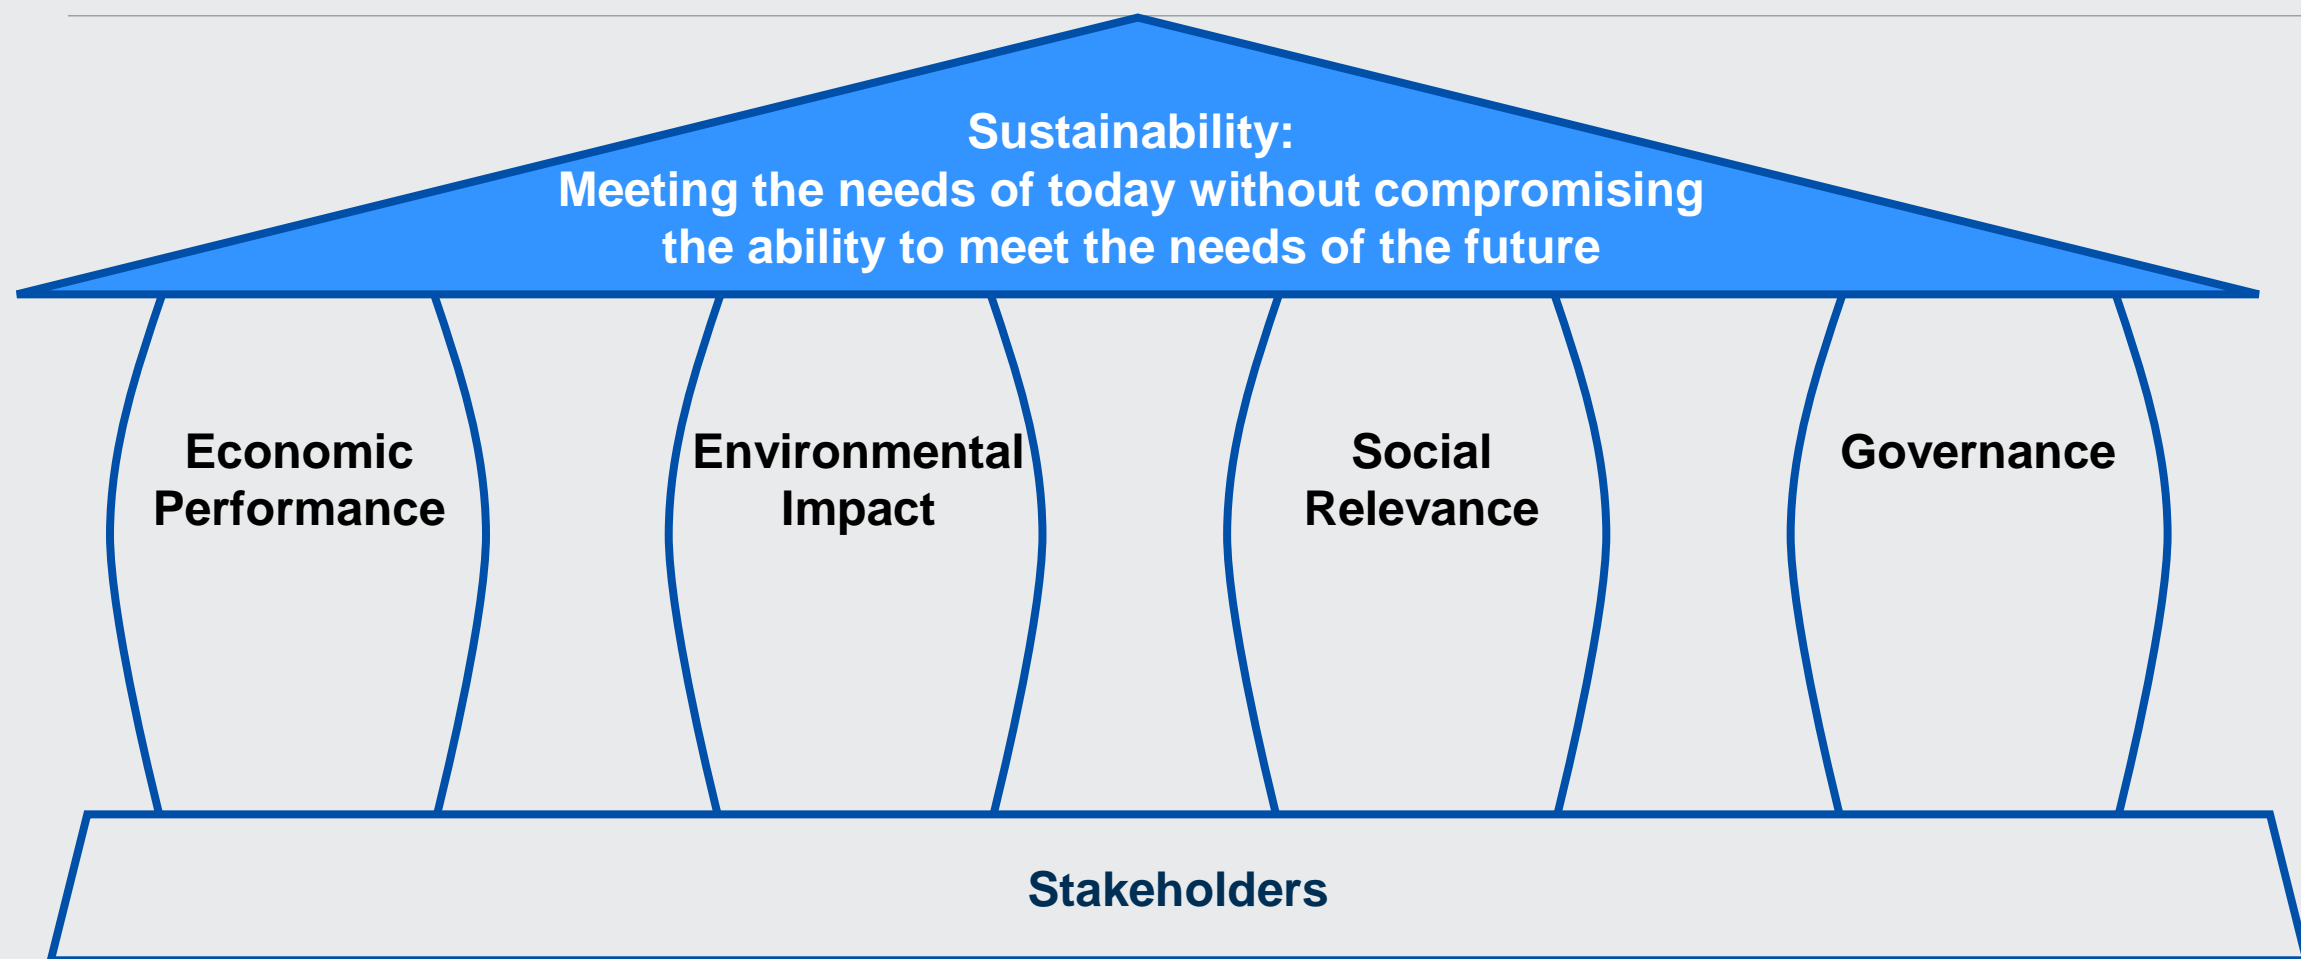 Sustainability:
Meeting the needs of today without compromising
the ability to meet the needs of the future
Economic
Performance
Environmental
Impact
Social
Relevance
Governance
Stakeholders